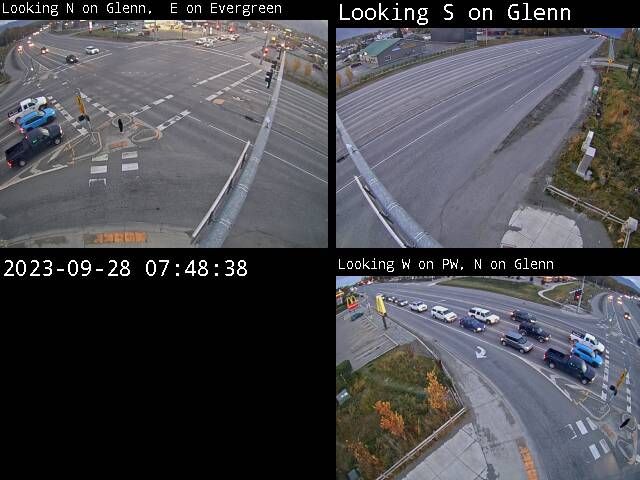 Looking N on Glenn,  E on Evergreen
Looking S on Glenn
2023-09-28 07:48:38
Looking W on PW, N on Glenn